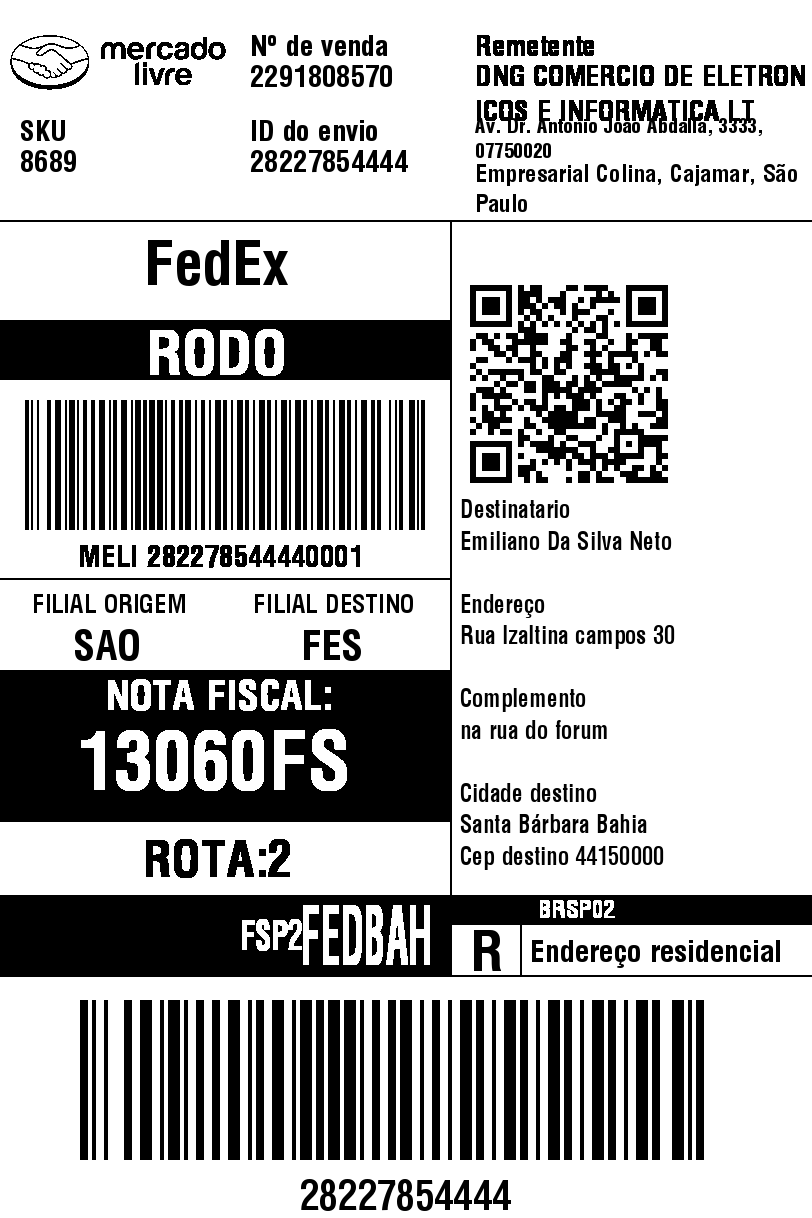 mercado
livre
Nº de venda
2291808570
SKU
8689
ID do envio
28227854444
Remetente
DNG COMERCIO DE ELETRON
ICOS E INFORMATICA LT
Av. Dr. Antonio Joao Abdalla, 3333,
07750020
Empresarial Colina, Cajamar, São
Paulo
FedEx
RODO
MELI 282278544440001
FILIAL ORIGEM FILIAL DESTINO
SAO FES
NOTA FISCAL:
13060FS
ROTA:2
FSP2FEDBAH
Destinatario
Emiliano Da Silva Neto
Endereço
Rua Izaltina campos 30
Complemento
na rua do forum
Cidade destino
Santa Bárbara Bahia
Cep destino 44150000
BRSP02
R Endereço residencial
28227854444